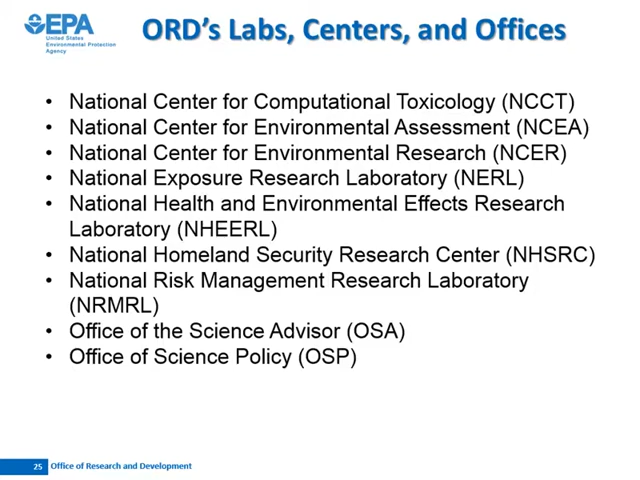 EPA
United States
Environmental Protection
Agency
ORD's Labs, Centers, and Offices
• National Center for Computational Toxicology (NCCT)
• National Center for Environmental Assessment (NCEA)
• National Center for Environmental Research (NCER)
• National Exposure Research Laboratory (NERL)
• National Health and Environmental Effects Research
Laboratory (NHEERL)
• National Homeland Security Research Center (NHSRC)
• National Risk Management Research Laboratory
(NRMRL)
• Office of the Science Advisor (OSA)
• Office of Science Policy (OSP)
25 Office of Research and Development